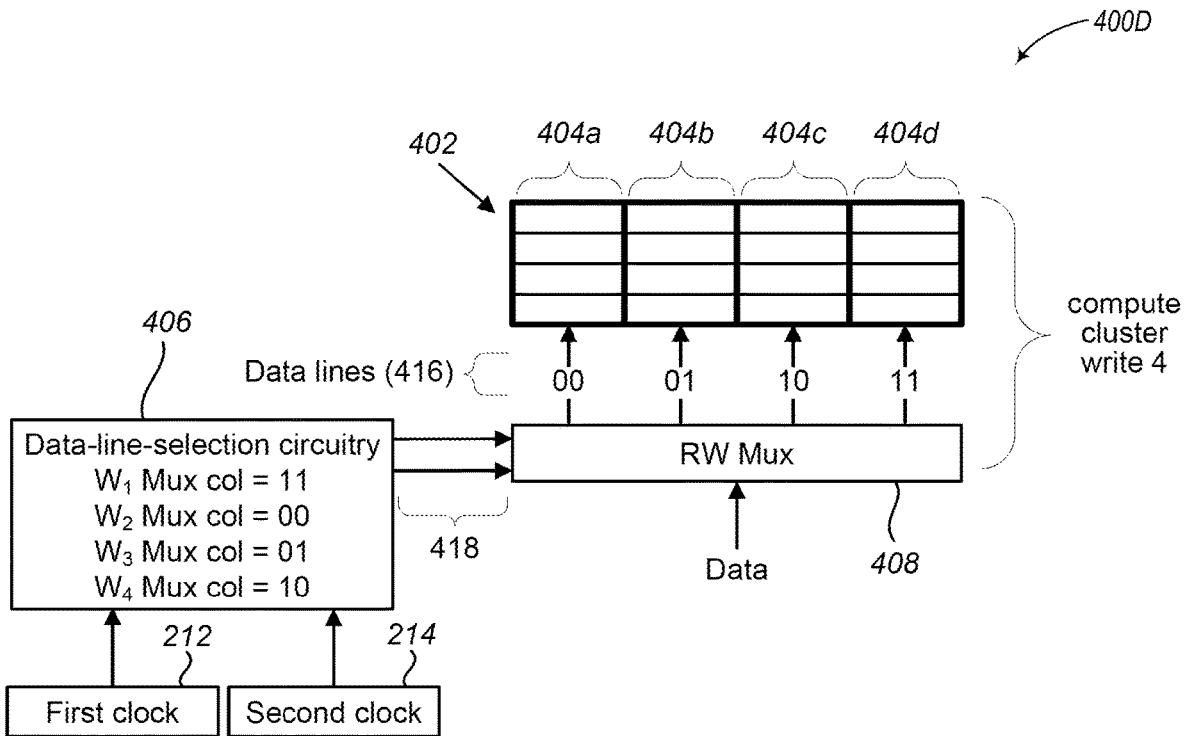 400D
404a 404b 404c 404d
402
compute
cluster
write 4
406
Data lines (416)
00 01 10 11
Data-line-selection circuitry
W₁ Mux col = 11
W₂ Mux col = 00
W₃ Mux col = 01
W₄ Mux col = 10
RW Mux
418
Data
408
212
214
First clock
Second clock